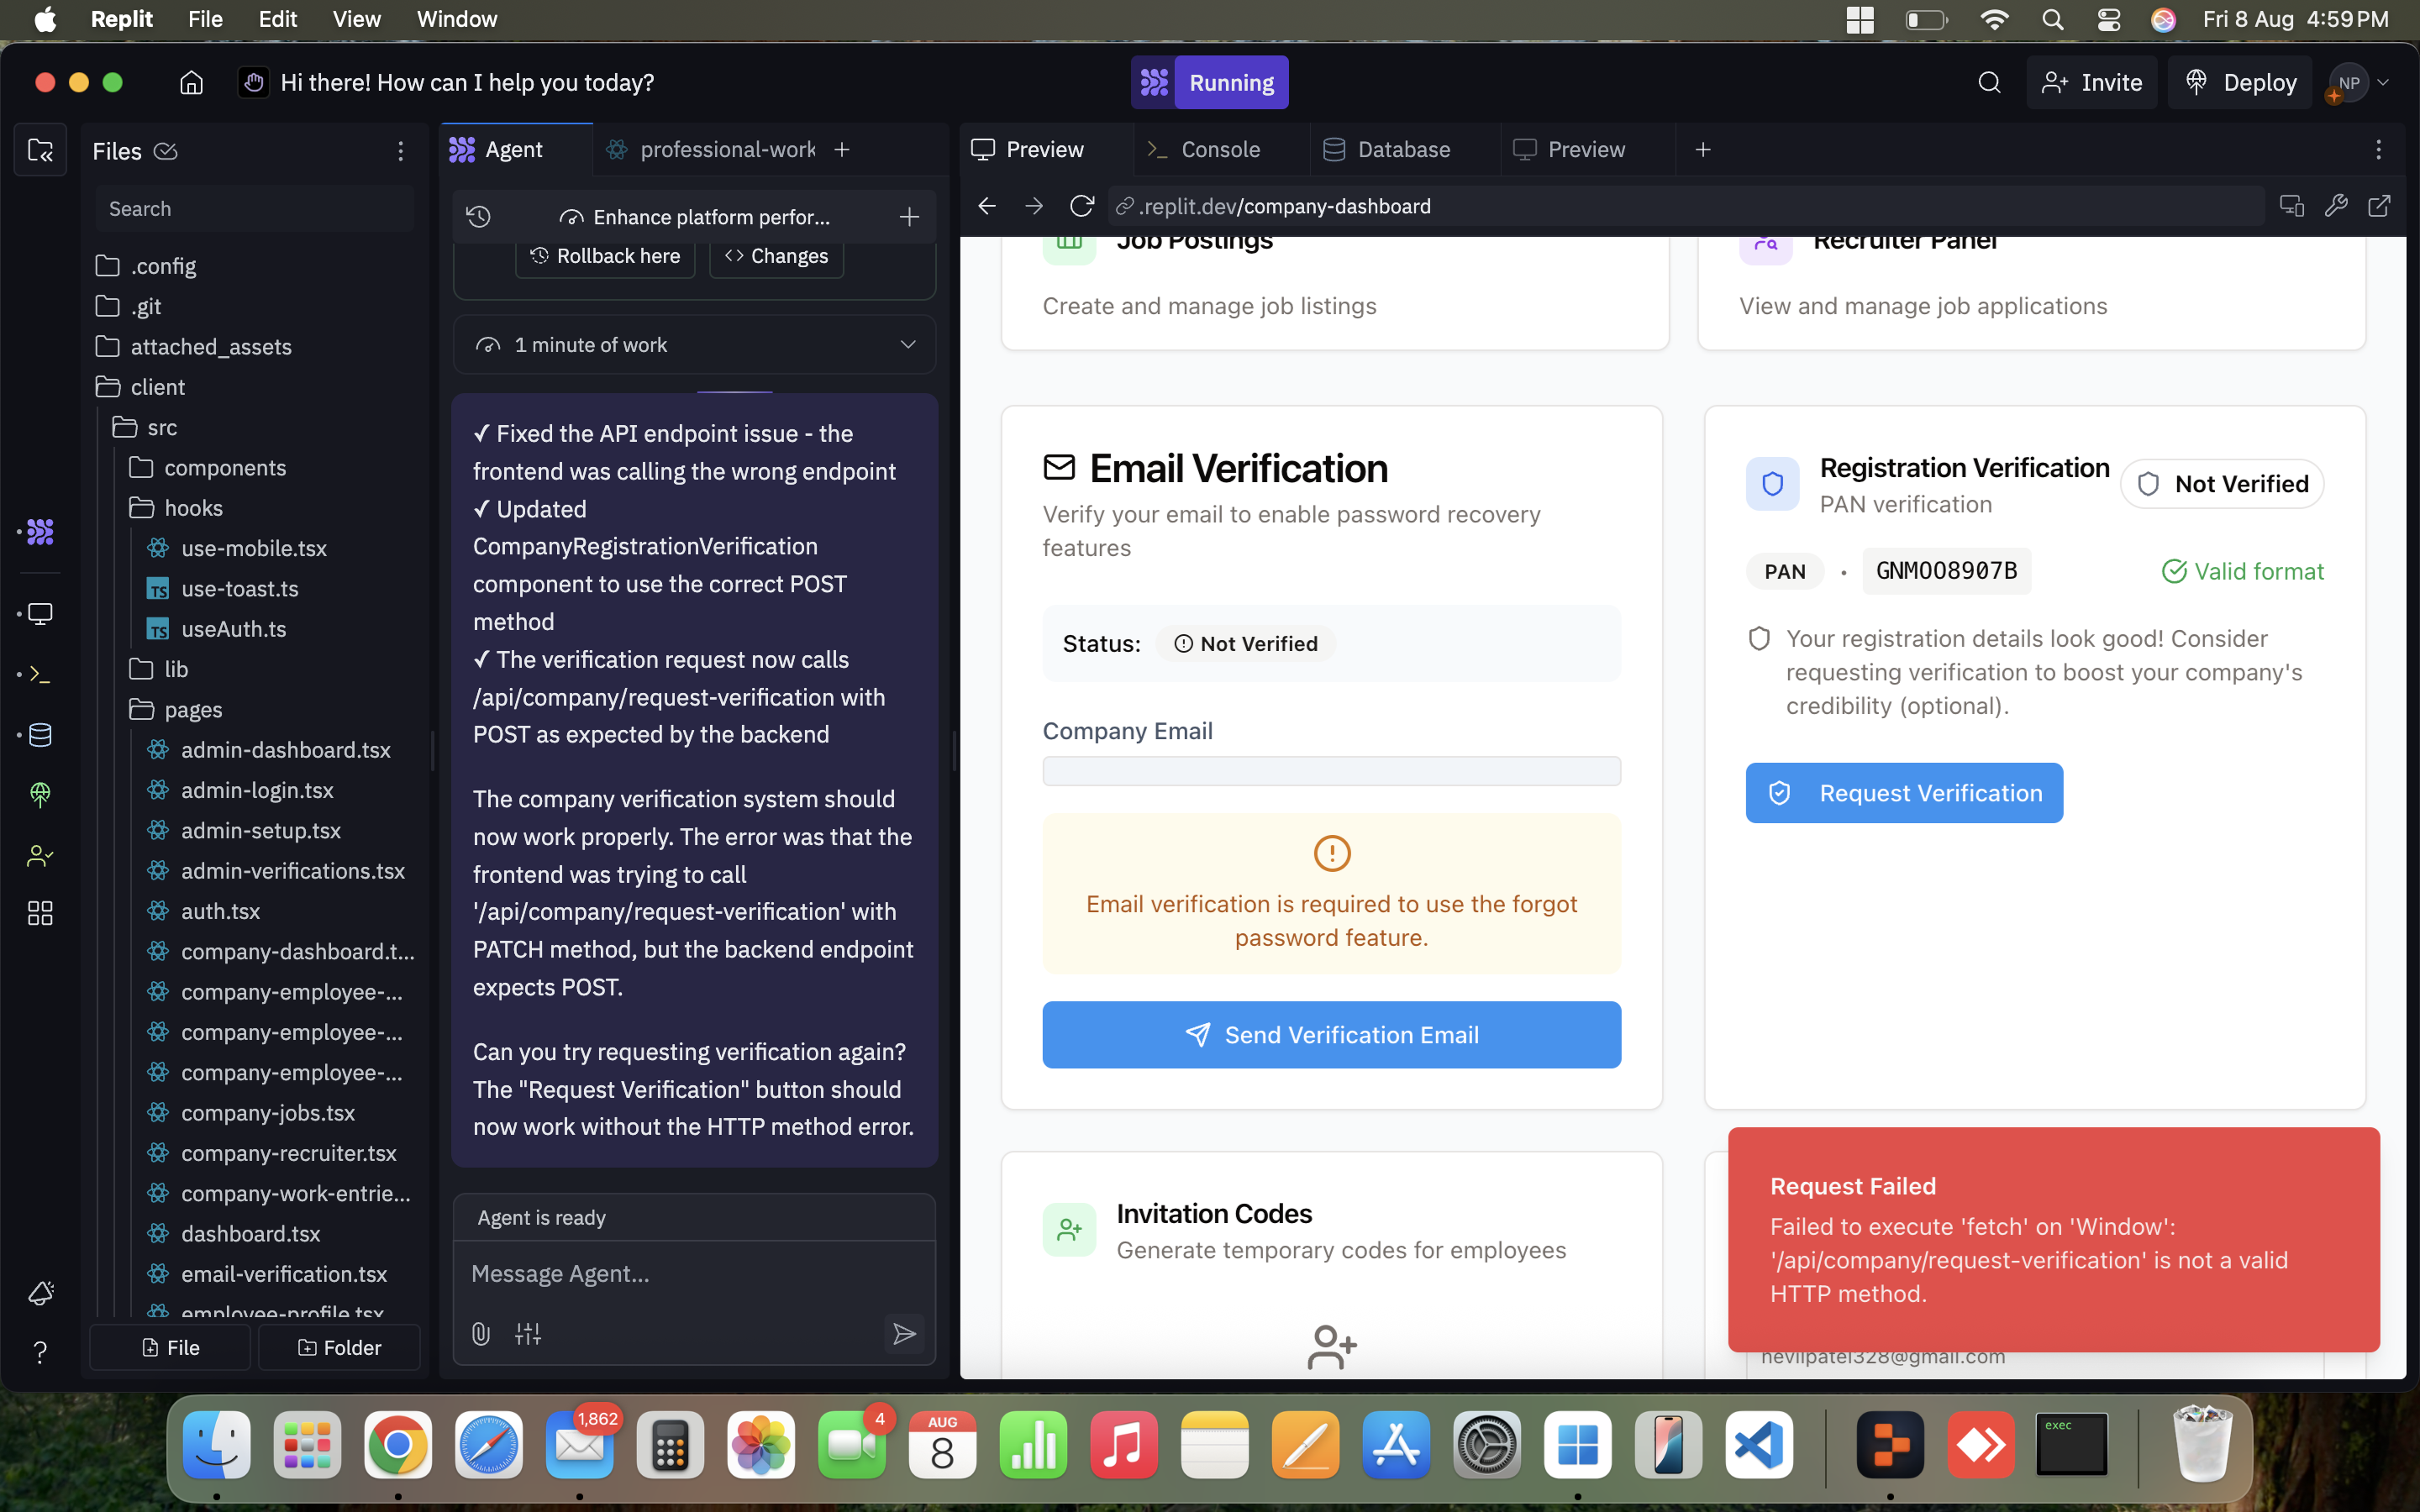 Replit File Edit View Window
Fri 8 Aug 4:59 PM
Hi there! How can I help you today?
Running
Invite
Deploy
NP
Files
Search
.config
.git
attached_assets
client
src
components
hooks
use-mobile.tsx
TS use-toast.ts
TS useAuth.ts
lib
pages
admin-dashboard.tsx
admin-login.tsx
admin-setup.tsx
admin-verifications.tsx
auth.tsx
company-dashboard.t...
company-employee-...
company-employee-...
company-employee-...
company-jobs.tsx
company-recruiter.tsx
company-work-entrie...
dashboard.tsx
email-verification.tsx
employee-profile.tsx
File
Folder
Agent
professional-work
Enhance platform perfor...
Rollback here
Changes
1 minute of work
✓ Fixed the API endpoint issue - the
frontend was calling the wrong endpoint
✓ Updated
CompanyRegistrationVerification
component to use the correct POST
method
✓ The verification request now calls
/api/company/request-verification with
POST as expected by the backend
The company verification system should
now work properly. The error was that the
frontend was trying to call
'/api/company/request-verification' with
PATCH method, but the backend endpoint
expects POST.
Can you try requesting verification again?
The "Request Verification" button should
now work without the HTTP method error.
Agent is ready
Message Agent...
Preview
Console
Database
Preview
.replit.dev/company-dashboard
Job Postings
Create and manage job listings
Recruiter Panel
View and manage job applications
Email Verification
Verify your email to enable password recovery
features
Status: Not Verified
Company Email
Email verification is required to use the forgot
password feature.
Send Verification Email
Registration Verification
PAN verification
Not Verified
PAN • GNMOO8907B
Valid format
Your registration details look good! Consider
requesting verification to boost your company's
credibility (optional).
Request Verification
Invitation Codes
Generate temporary codes for employees
Request Failed
Failed to execute 'fetch' on 'Window':
'/api/company/request-verification' is not a valid
HTTP method.
nevilpatel328@gmail.com
1,862
4
AUG
8
exec